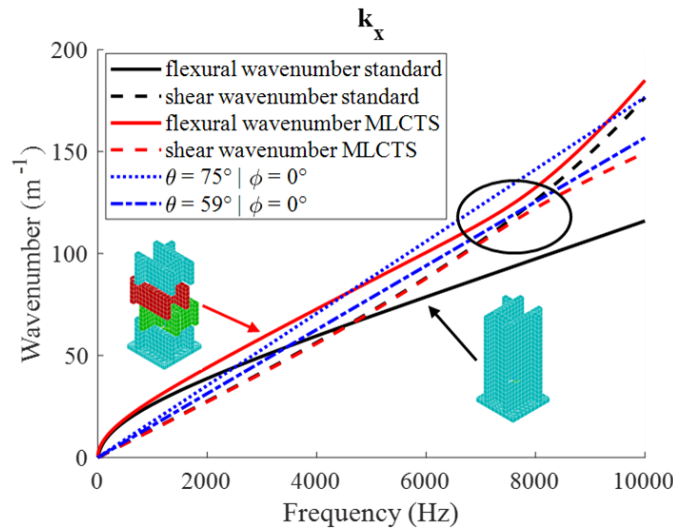 k_x
200
150
100
50
0
Wavenumber (m⁻¹)
flexural wavenumber standard
shear wavenumber standard
flexural wavenumber MLCTS
shear wavenumber MLCTS
θ = 75° | ϕ = 0°
θ = 59° | ϕ = 0°
0 2000 4000 6000 8000 10000
Frequency (Hz)